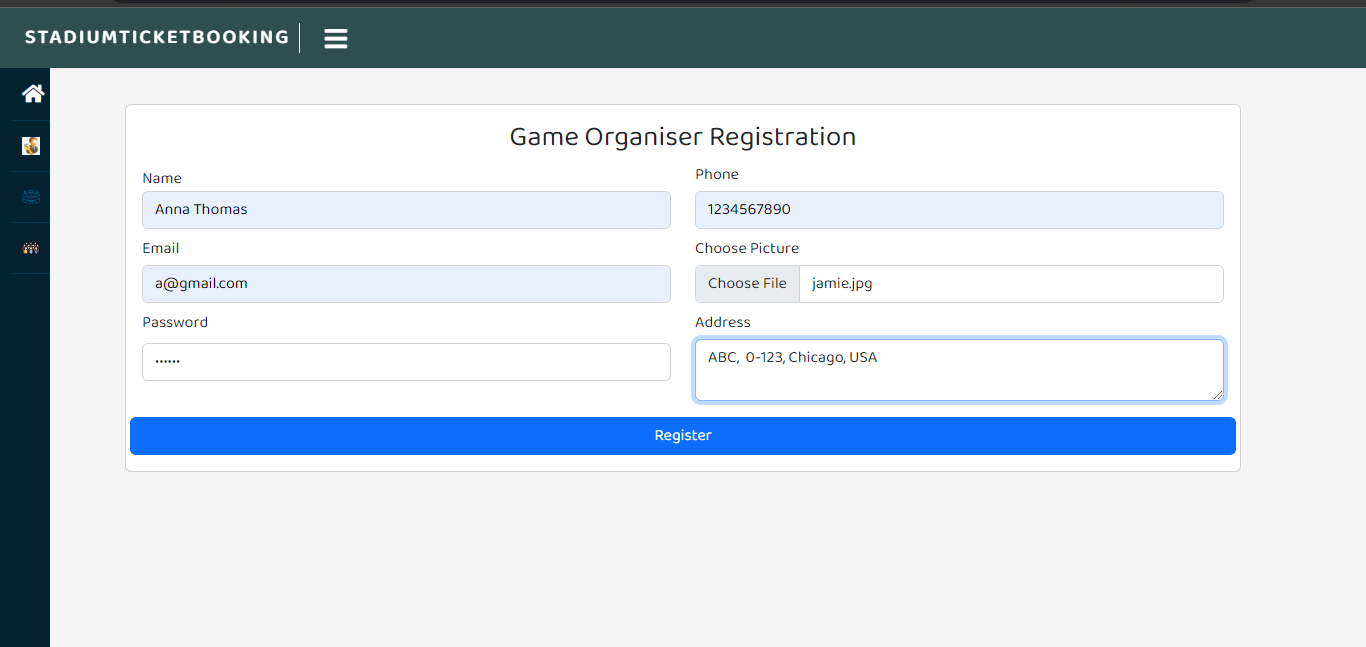 STADIUMTICKETBOOKING
Game Organiser Registration
Name
Phone
Anna Thomas
1234567890
Email
Choose Picture
a@gmail.com
Choose File jamie.jpg
Password
Address
••••••
ABC,  0-123, Chicago, USA
Register